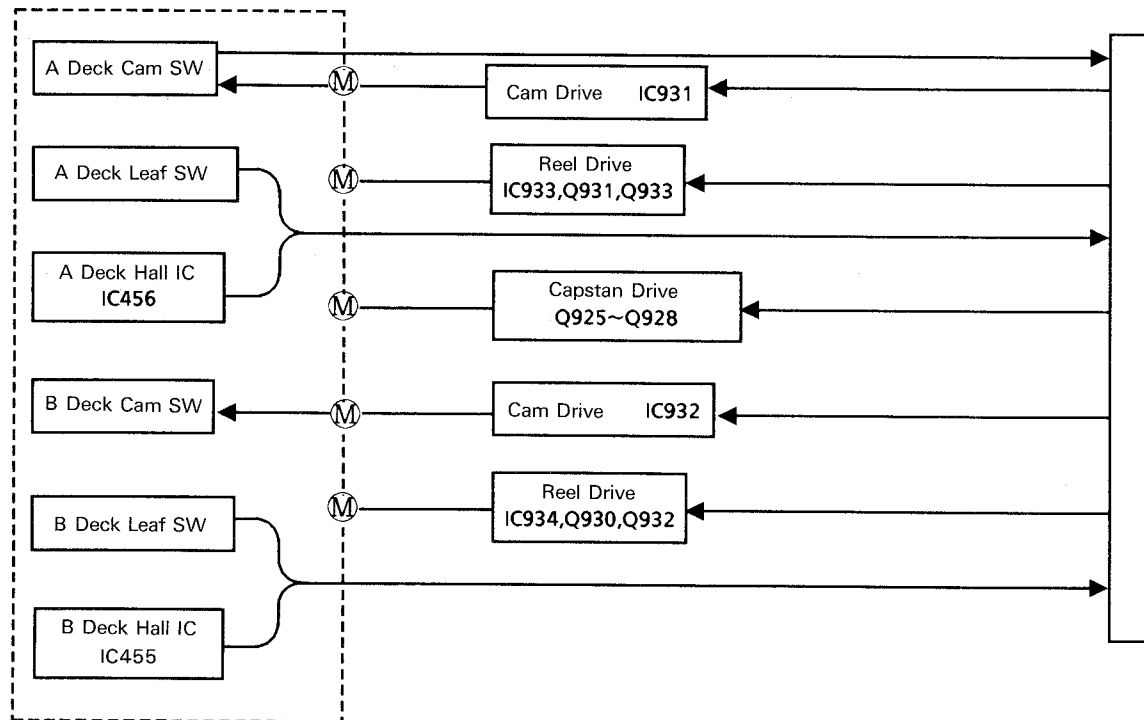 A Deck Cam SW
M
Cam Drive IC931
A Deck Leaf SW
M
Reel Drive
IC933,Q931,Q933
A Deck Hall IC
IC456
M
Capstan Drive
Q925~Q928
B Deck Cam SW
M
Cam Drive IC932
B Deck Leaf SW
M
Reel Drive
IC934,Q930,Q932
B Deck Hall IC
IC455